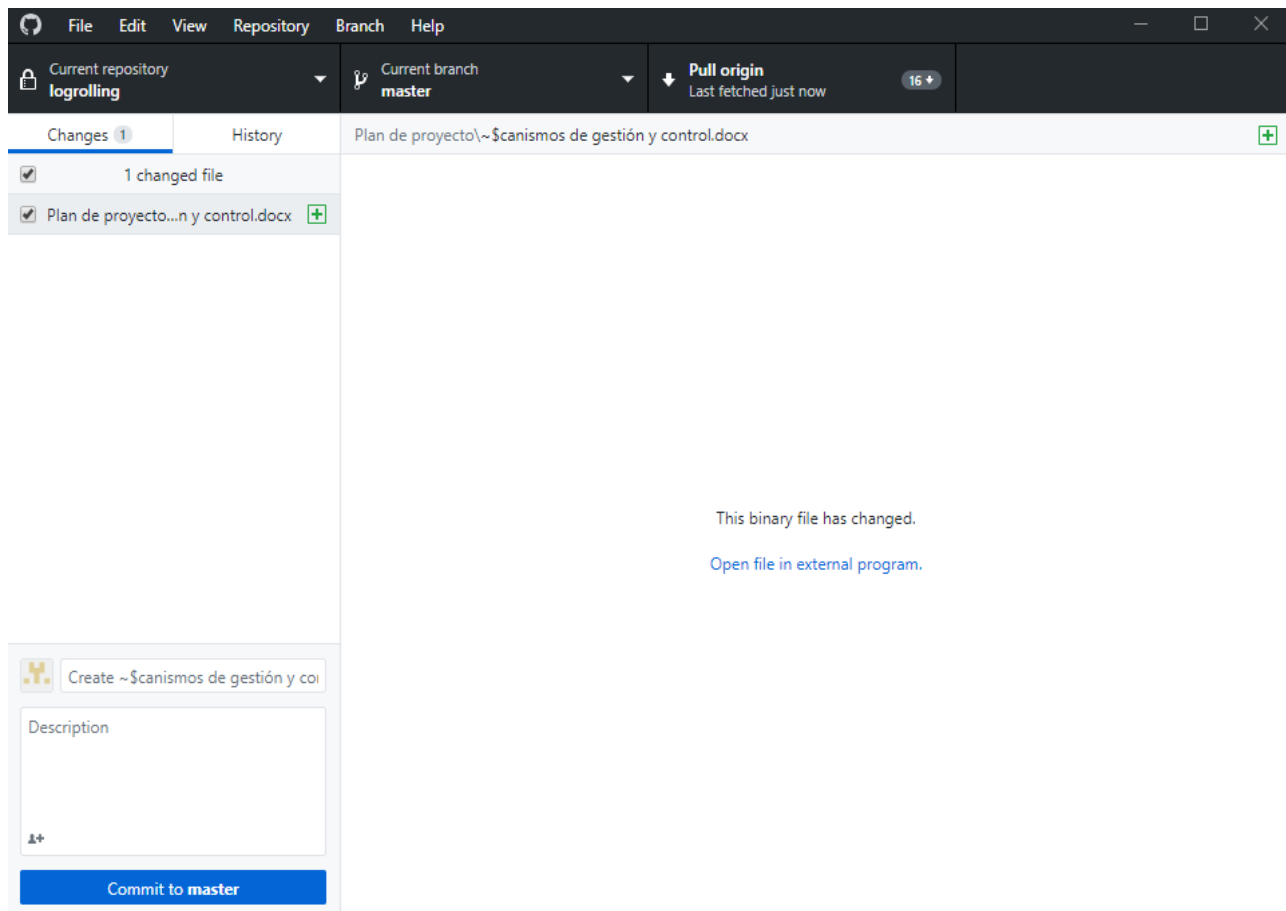 File Edit View Repository Branch Help
Current repository
logrolling
Current branch
master
Pull origin
Last fetched just now
16
Changes 1
History
Plan de proyecto\~$canismos de gestión y control.docx
1 changed file
Plan de proyecto...n y control.docx
This binary file has changed.
Open file in external program.
Create ~$canismos de gestión y
Description
Commit to master